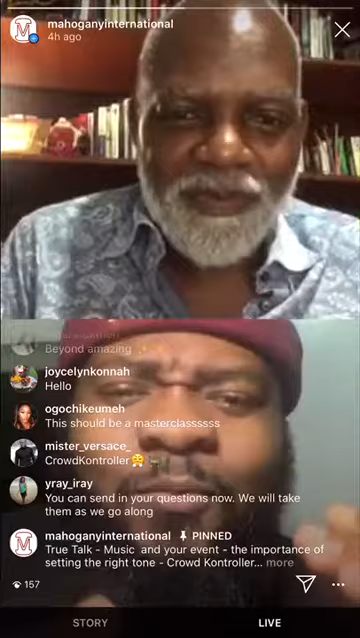 mahoganyinternational
4h ago
Beyond amazing ✨
joycelynkonnah
Hello
ogochikeumeh
This should be a masterclassssss
mister_versace_
CrowdKontroller😤
yray_iray
You can send in your questions now. We will take
them as we go along
mahoganyinternational 📌 PINNED
True Talk - Music and your event - the importance of
setting the right tone - Crowd Kontroller... more
157
STORY LIVE